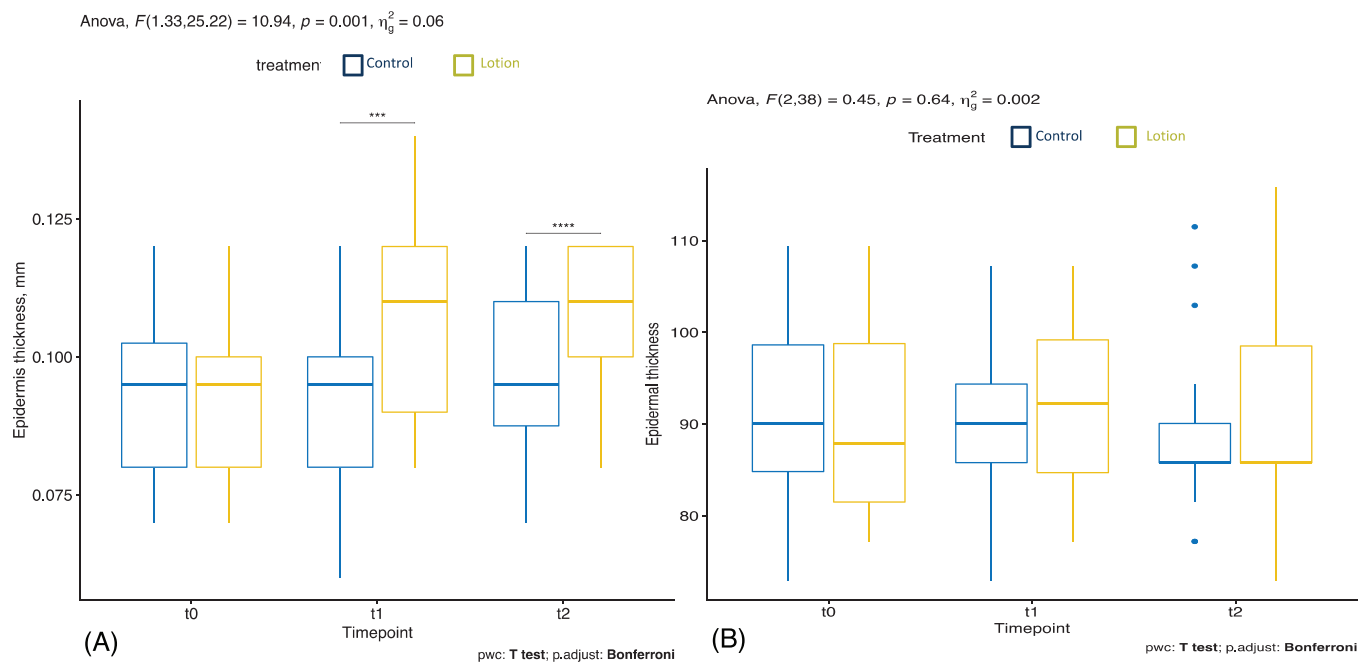 Anova, F(1.33,25.22) = 10.94, p = 0.001, η²g = 0.06
treatmen
Control
Lotion
***
****
0.125
0.100
0.075
Epidermis thickness, mm
t0
t1
t2
Timepoint
(A)
pwc: T test; p.adjust: Bonferroni
Anova, F(2,38) = 0.45, p = 0.64, η²g = 0.002
Treatment
Control
Lotion
110
100
90
80
Epidermal thickness
t0
t1
t2
Timepoint
(B)
pwc: T test; p.adjust: Bonferroni